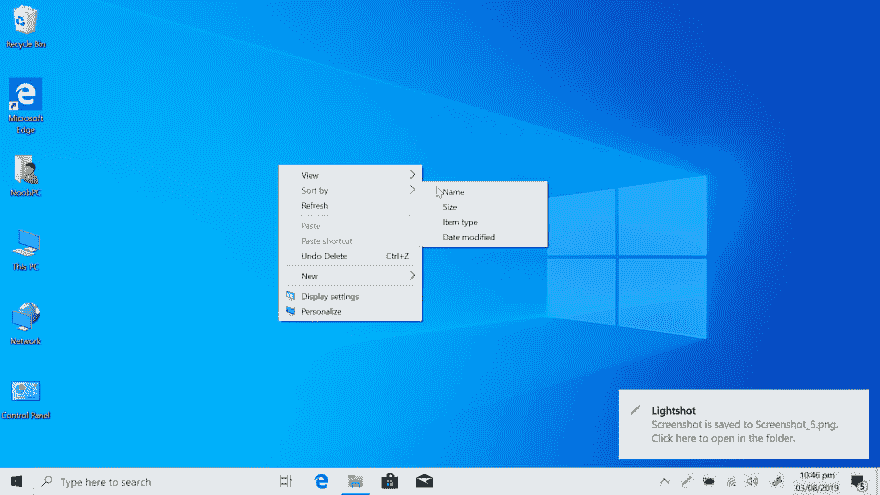 Recycle Bin
Microsoft
Edge
NoobPC
This PC
Network
Control Panel
View
Sort by
Refresh
Paste
Paste shortcut
Undo Delete Ctrl+Z
New
Display settings
Personalize
Name
Size
Item type
Date modified
Lightshot
Screenshot is saved to Screenshot_5.png.
Click here to open in the folder.
Type here to search
10:46 pm
03/08/2019
5